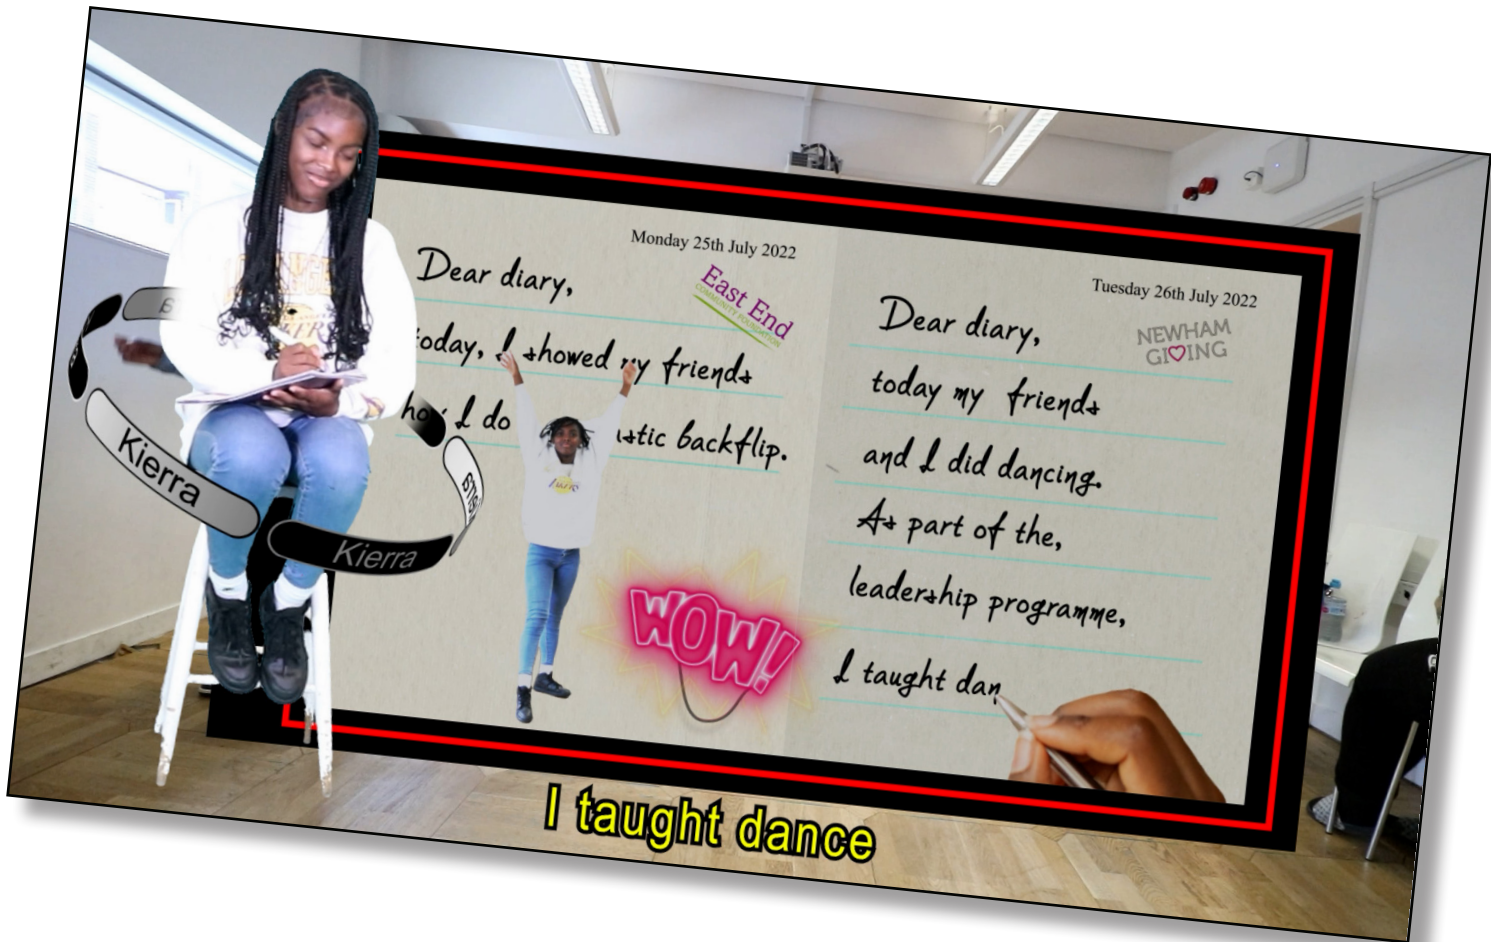 Monday 25th July 2022
East End
COMMUNITY FOUNDATION
Dear diary,
today, I showed my friends
how I do backflip.
WOW!
Tuesday 26th July 2022
NEWHAM
GIVING
Dear diary,
today my friends
and I did dancing.
As part of the,
leadership programme,
I taught dan
Kierra
Kierra
I taught dance